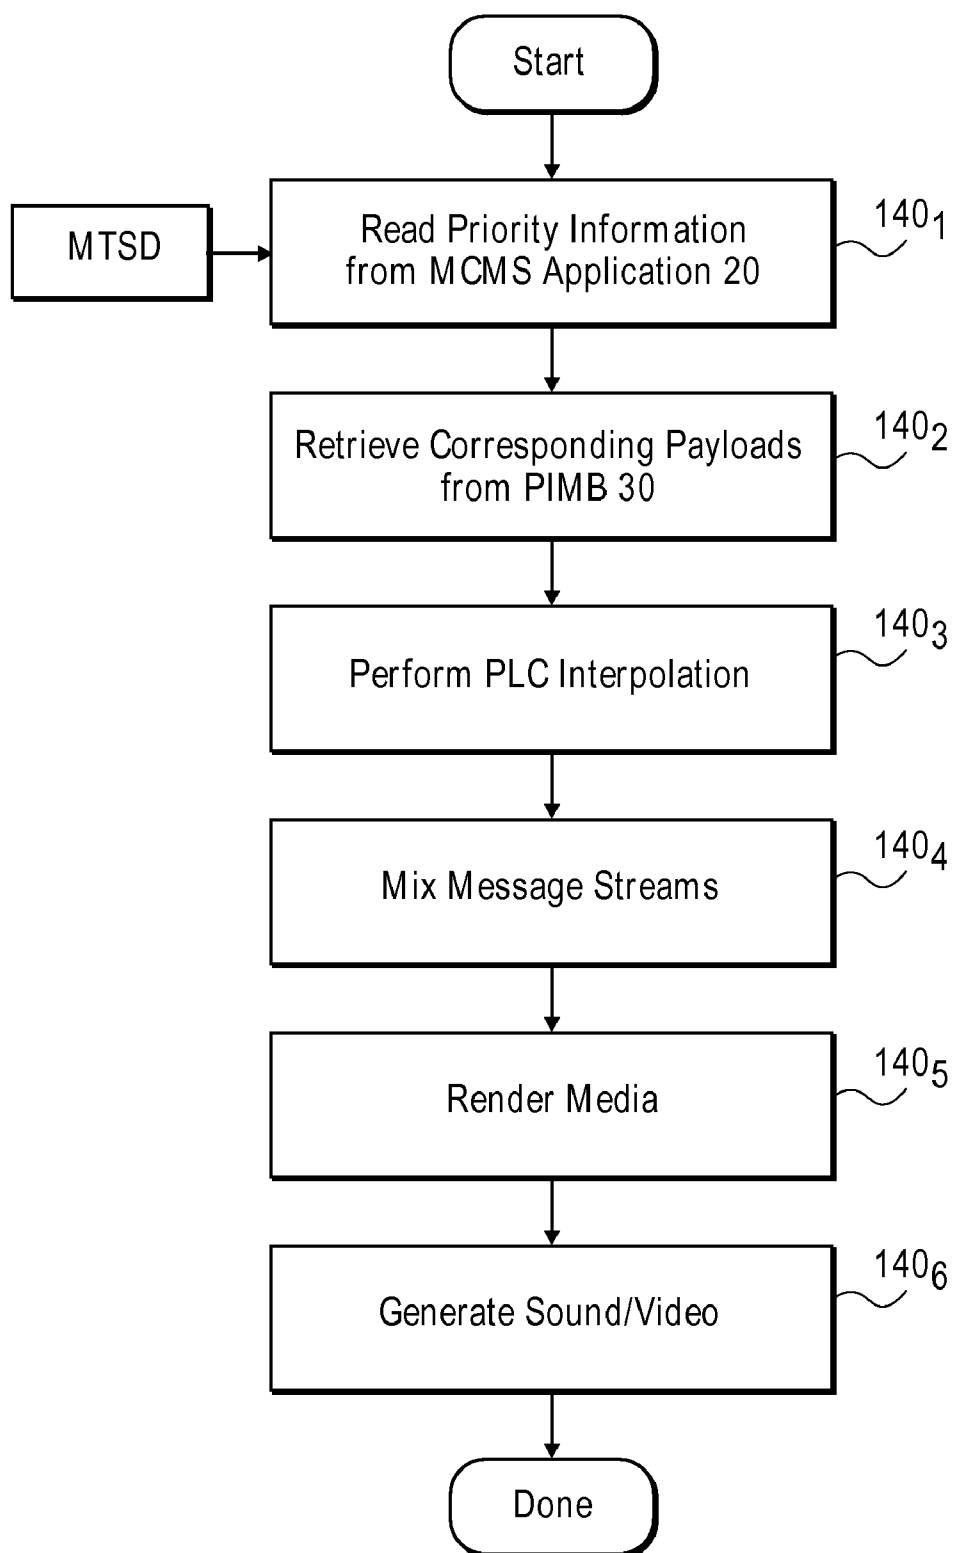 Start
MTSD
Read Priority Information
from MCMS Application 20
140₁
Retrieve Corresponding Payloads
from PIMB 30
140₂
Perform PLC Interpolation
140₃
Mix Message Streams
140₄
Render Media
140₅
Generate Sound/Video
140₆
Done